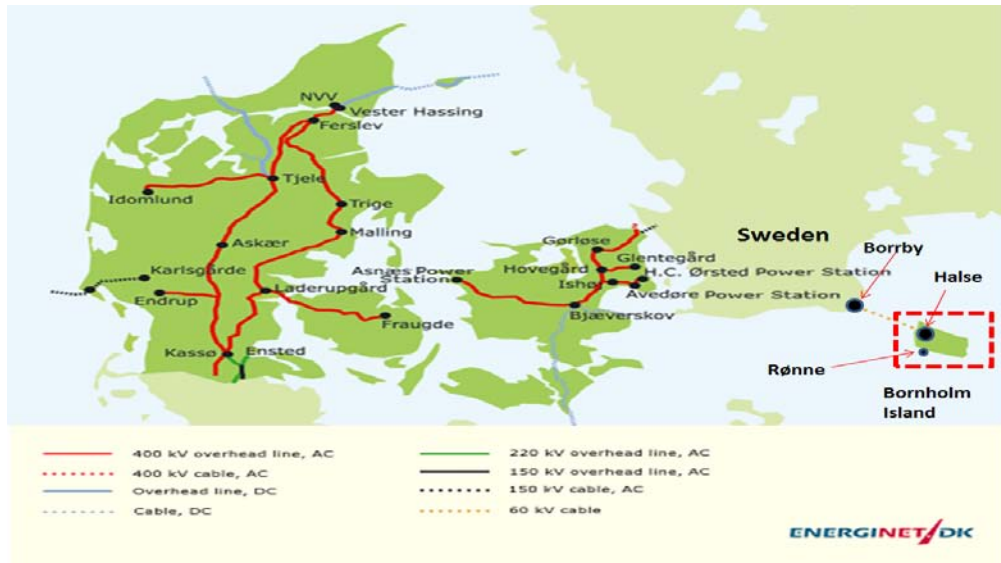 NVV
Vester Hassing
Ferslev
Tjele
Idomlund
Trige
Malling
Askær
Karlsgårde
Endrup
Laderupgård
Fraugde
Kassø
Ensted
Asnæs Power
Station
Gørløse
Glentegård
Hovegård
H.C. Ørsted Power Station
Ishøj
Avedøre Power Station
Bjæverskov
Sweden
Borrby
Halse
Rønne
Bornholm
Island
400 kV overhead line, AC
400 kV cable, AC
Overhead line, DC
Cable, DC
220 kV overhead line, AC
150 kV overhead line, AC
150 kV cable, AC
60 kV cable
ENERGINET/DK